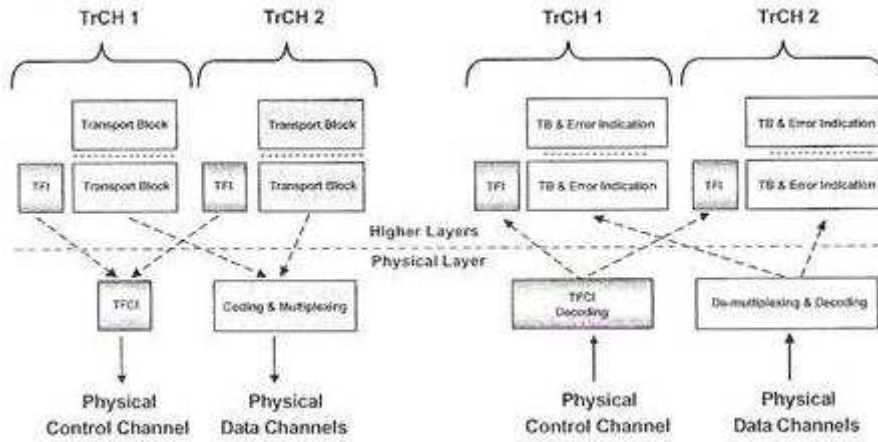 TrCH 1
TrCH 2
TrCH 1
TrCH 2
Transport Block
Transport Block
TB & Error Indication
TB & Error Indication
TFI
Transport Block
TFI
Transport Block
TFI
TB & Error Indication
TFI
TB & Error Indication
Higher Layers
Physical Layer
TFCI
Coding & Multiplexing
TFCI
Decoding
De-multiplexing & Decoding
Physical
Control Channel
Physical
Data Channels
Physical
Control Channel
Physical
Data Channels